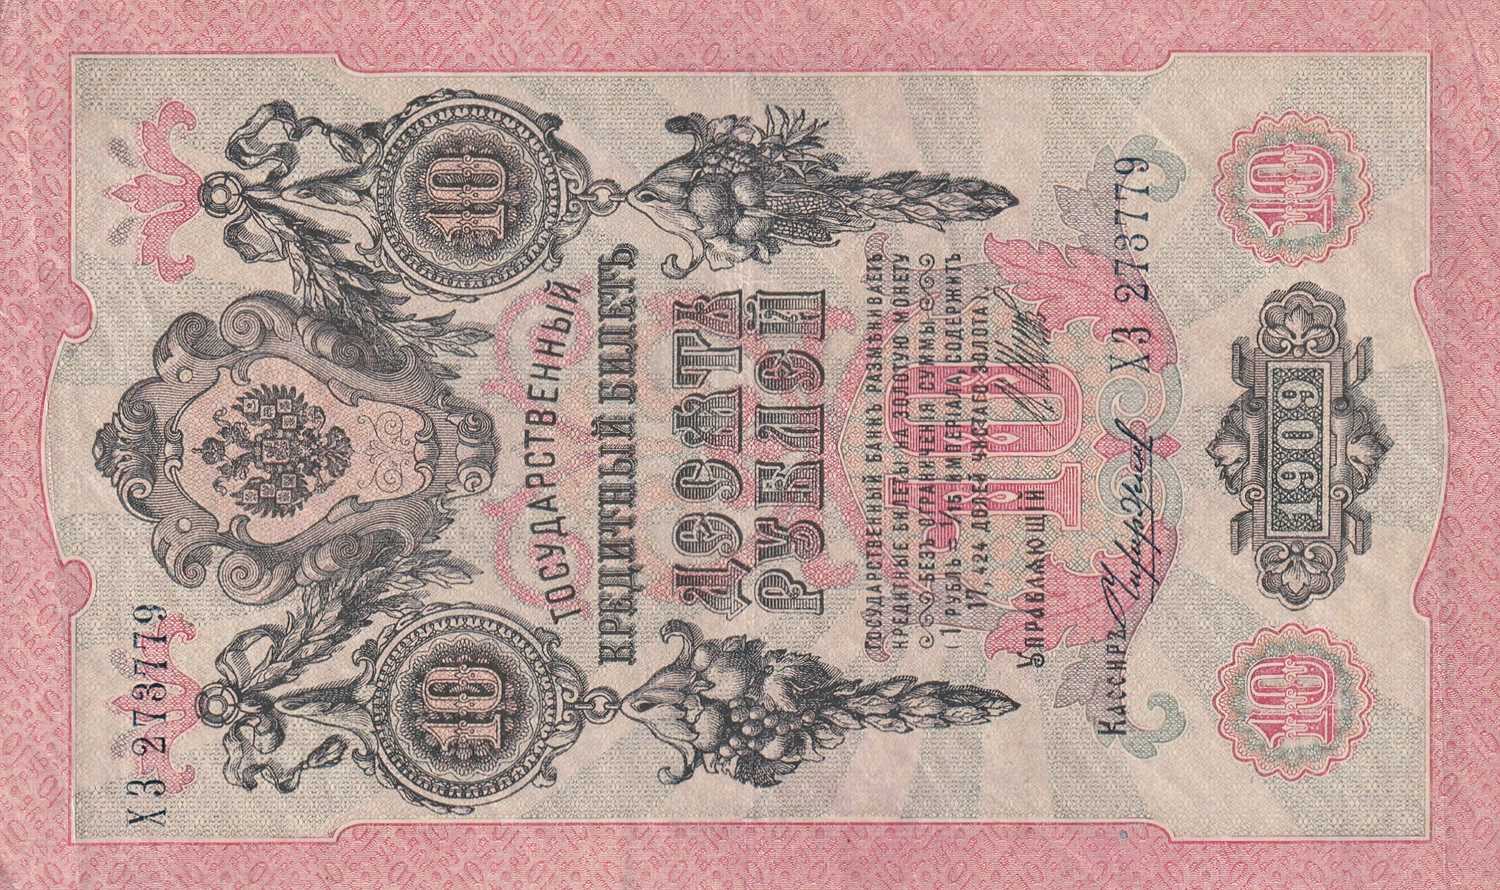 ХЗ 273779
10 10
ГОСУДАРСТВЕННЫЙ
КРЕДИТНЫЙ БИЛЕТЪ
ДЕСЯТЬ
РУБЛЕЙ
ГОСУДАРСТВЕННЫЙ БАНКЪ РАЗМѢНИВАЕТЪ
КРЕДИТНЫЕ БИЛЕТЫ НА ЗОЛОТУЮ МОНЕТУ
БЕЗЪ ОГРАНИЧЕНІЯ СУММЫ
(1 РУБЛЬ = 1/15 ИМПЕРІАЛА, СОДЕРЖИТЪ
17,424 ДОЛЕЙ ЧИСТАГО ЗОЛОТА).
10
УПРАВЛЯЮЩІЙ
Кассиръ
ХЗ 273779
10 1909 10